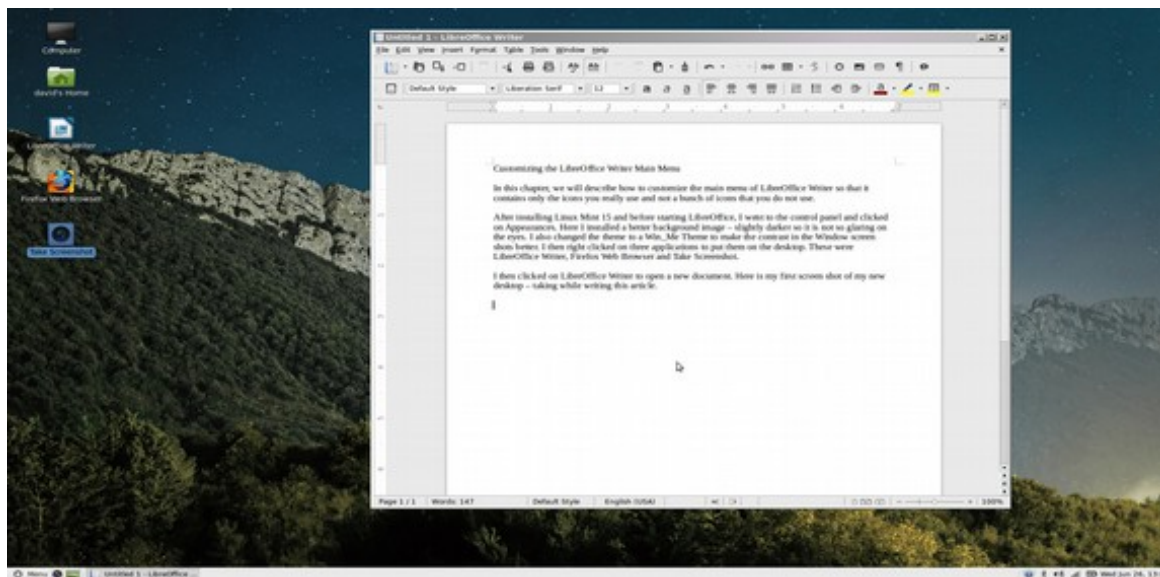 Computer
david's Home
LibreOffice Writer
Firefox Web Browser
Take Screenshot
Untitled 1 - LibreOffice Writer
File Edit View Insert Format Table Tools Window Help
Default Style Liberation Serif 12
Customizing the LibreOffice Writer Main Menu
In this chapter, we will describe how to customize the main menu of LibreOffice Writer so that it
contains only the icons you really use and not a bunch of icons that you do not use.
After installing Linux Mint 15 and before starting LibreOffice, I went to the control panel and clicked
on Appearances. Here I installed a better background image – slightly darker so it is not so glaring on
the eyes. I also changed the theme to a Win_Me Theme to make the contrast in the Window screen
shots better. I then right clicked on three applications to put them on the desktop. These were
LibreOffice Writer, Firefox Web Browser and Take Screenshot.
I then clicked on LibreOffice Writer to open a new document. Here is my first screen shot of my new
desktop – taking while writing this article.
Page 1 / 1 Words: 147 Default Style English (USA) 100%
Menu Untitled 1 - LibreOffice ... Wed Jun 26,